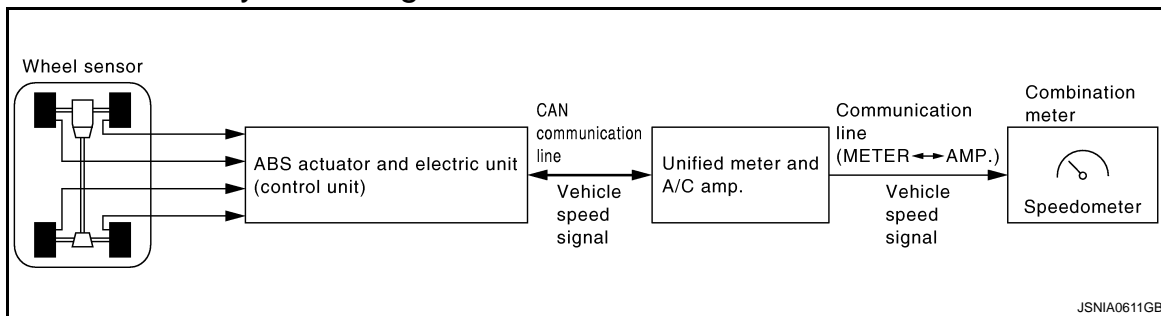 Wheel sensor
ABS actuator and electric unit
(control unit)
CAN
communication
line
Vehicle
speed
signal
Unified meter and
A/C amp.
Communication
line
(METER↔AMP.)
Vehicle
speed
signal
Combination
meter
Speedometer
JSNIA0611GB